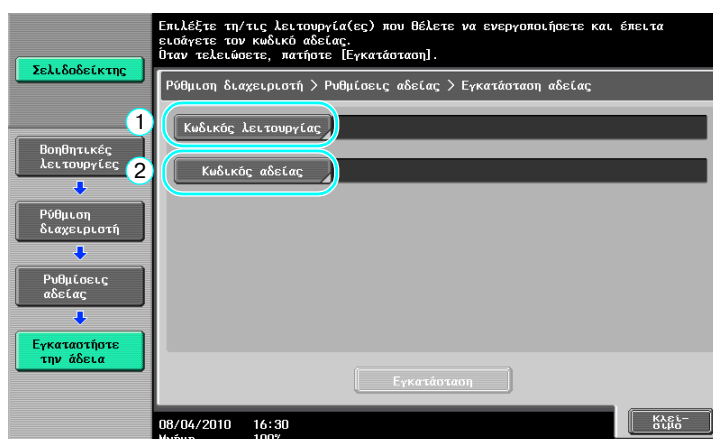 Επιλέξτε τη/τις λειτουργία(ες) που θέλετε να ενεργοποιήσετε και έπειτα
εισάγετε τον κωδικό αδείας.
Όταν τελειώσετε, πατήστε [Εγκατάσταση].
Σελιδοδείκτης
Ρύθμιση διαχειριστή > Ρυθμίσεις αδείας > Εγκατάσταση αδείας
1
Κωδικός λειτουργίας
2
Κωδικός αδείας
Βοηθητικές
λειτουργίες
Ρύθμιση
διαχειριστή
Ρυθμίσεις
αδείας
Εγκαταστήστε
την άδεια
Εγκατάσταση
Κλεί-
σιμο
08/04/2010 16:30
Μνήμη 100%